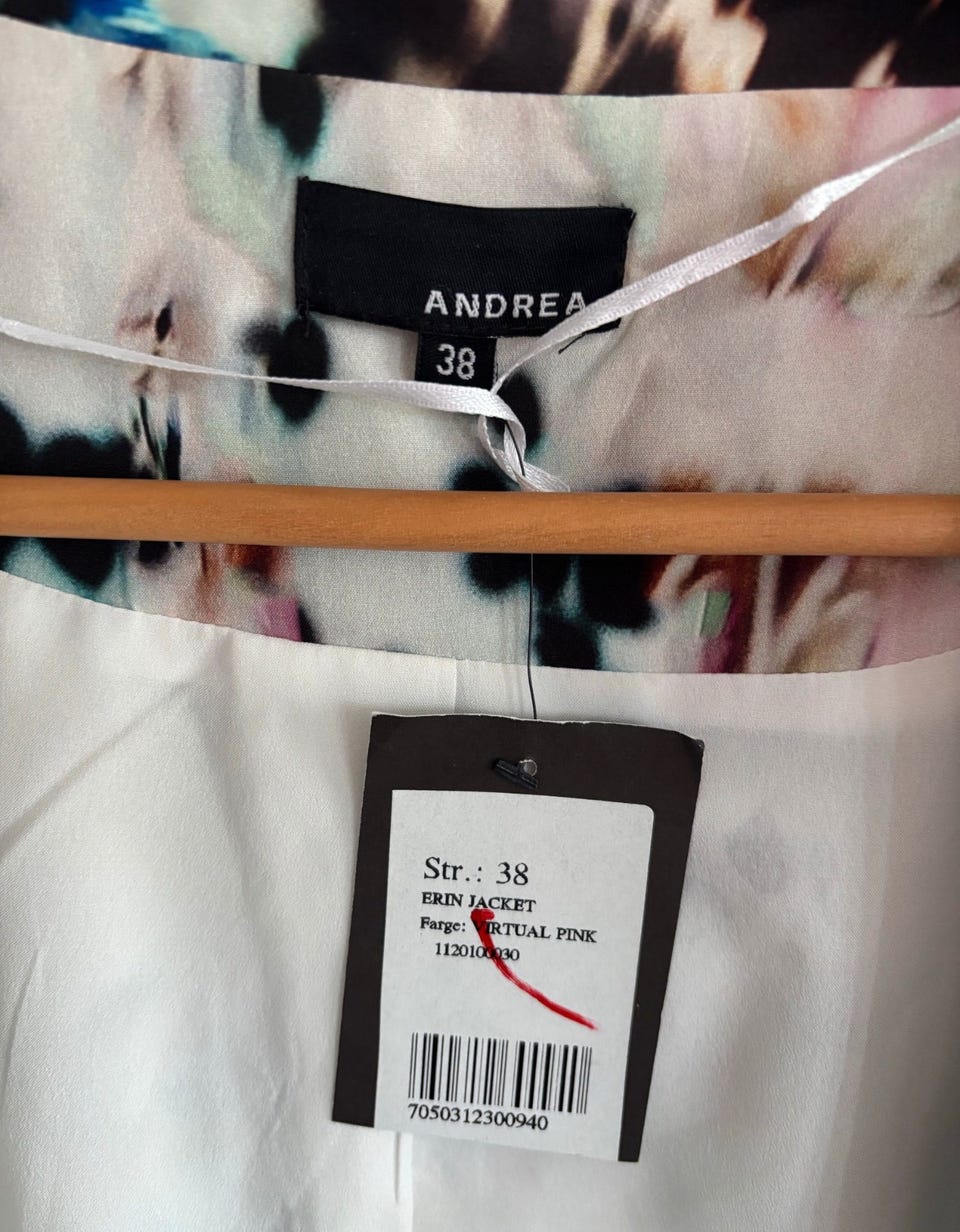 ANDREA
38
Str.: 38
ERIN JACKET
Farge: VIRTUAL PINK
1120100030
7050312300940